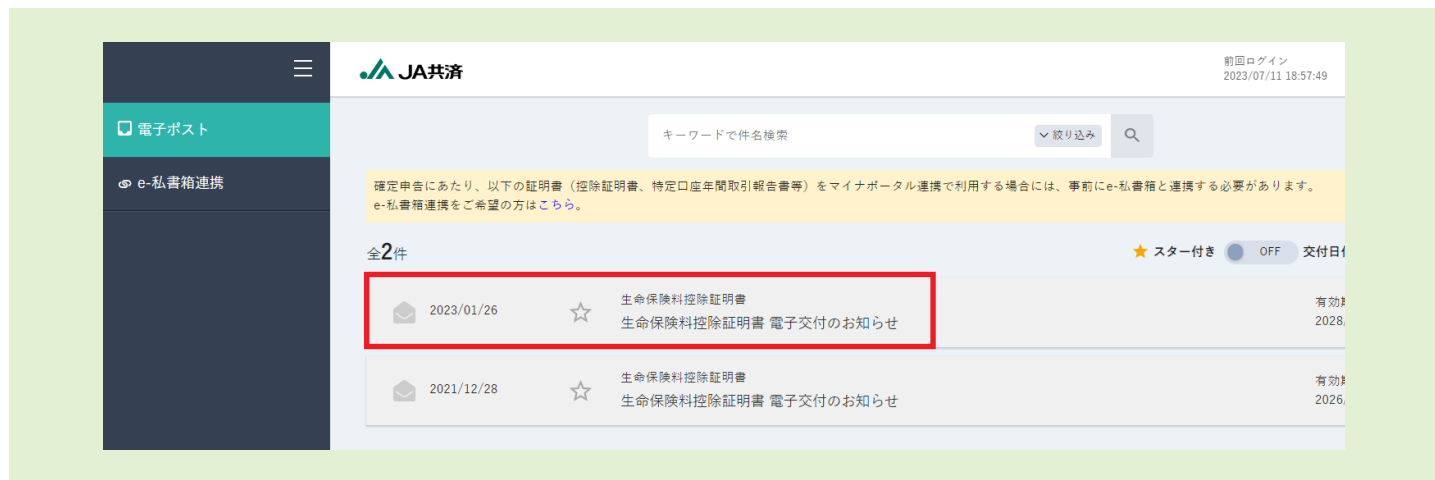 JA共済
前回ログイン
2023/07/11 18:57:49
電子ポスト
e-私書箱連携
キーワードで件名検索
絞り込み
確定申告にあたり、以下の証明書（控除証明書、特定口座年間取引報告書等）をマイナポータル連携で利用する場合には、事前にe-私書箱と連携する必要があります。
e-私書箱連携をご希望の方はこちら。
全2件
スター付き OFF 交付日
2023/01/26
生命保険料控除証明書
生命保険料控除証明書 電子交付のお知らせ
有効
2028/
2021/12/28
生命保険料控除証明書
生命保険料控除証明書 電子交付のお知らせ
有効
2026/